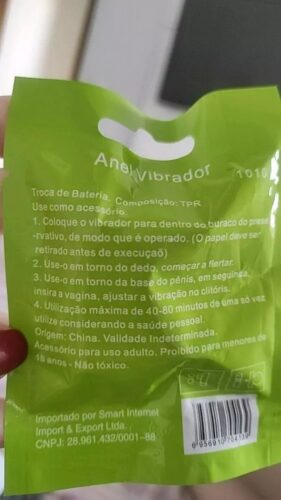 Anel Vibrador
1010
Troca de Bateria. Composição: TPR
Use como acessório.
1. Coloque o vibrador para dentro do buraco do prese
-rvativo, de modo que é operado. (O papel deve ser
retirado antes de execução)
2. Use-o em torno do dedo, começar a flertar.
3. Use-o em torno da base do pênis, em seguida,
insira a vagina, ajustar a vibração no clitóris.
4. Utilização máxima de 40-80 minutos de uma só vez
utilize considerando a saúde pessoal.
Origem: China. Validade Indeterminada.
Acessório para uso adulto. Proibido para menores de
18 anos - Não tóxico.
Importado por Smart Internet
Import & Export Ltda.
CNPJ: 28.961.432/0001-88